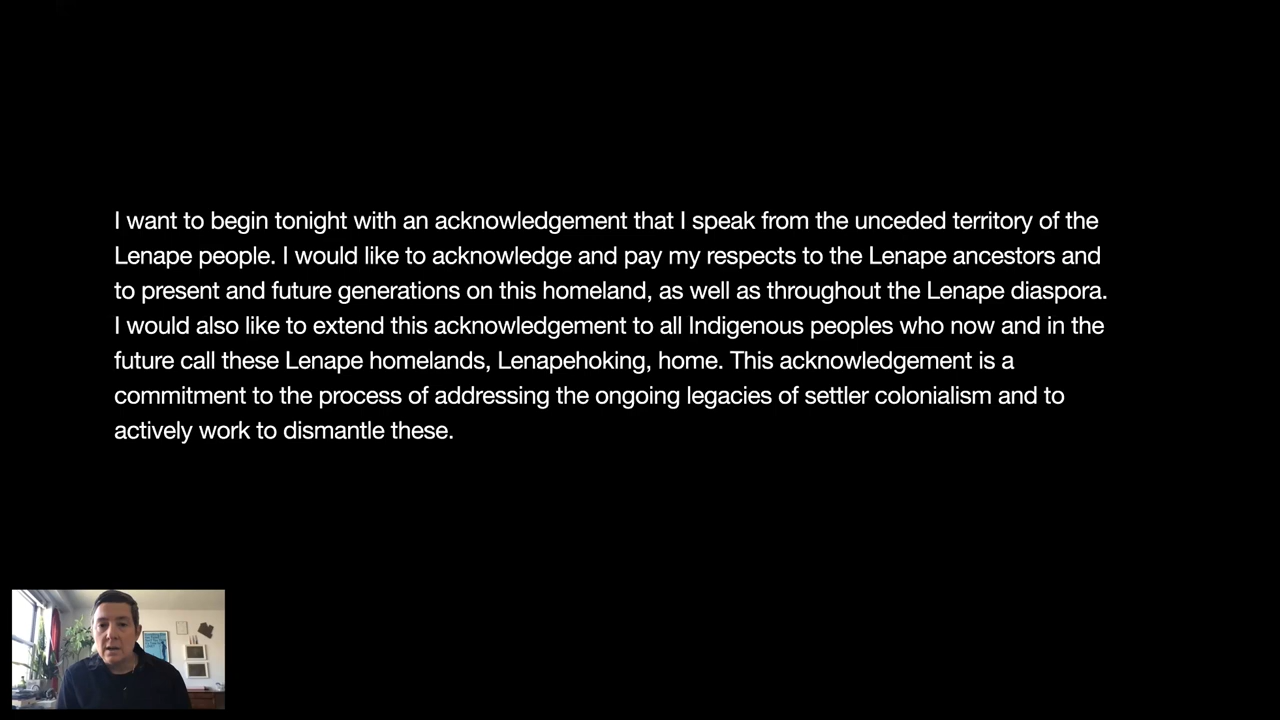 I want to begin tonight with an acknowledgement that I speak from the unceded territory of the
Lenape people. I would like to acknowledge and pay my respects to the Lenape ancestors and
to present and future generations on this homeland, as well as throughout the Lenape diaspora.
I would also like to extend this acknowledgement to all Indigenous peoples who now and in the
future call these Lenape homelands, Lenapehoking, home. This acknowledgement is a
commitment to the process of addressing the ongoing legacies of settler colonialism and to
actively work to dismantle these.